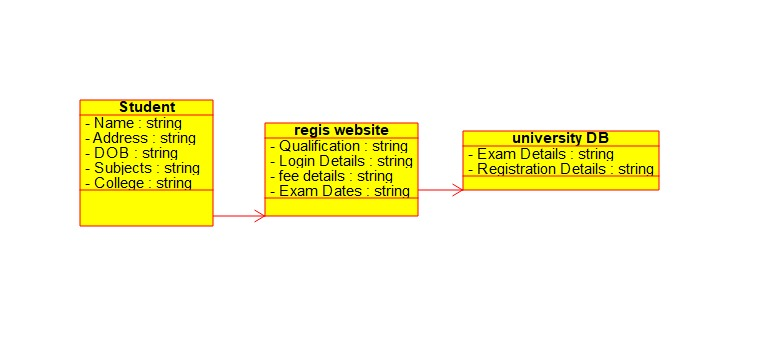 Student
- Name : string
- Address : string
- DOB : string
- Subjects : string
- College : string
regis website
- Qualification : string
- Login Details : string
- fee details : string
- Exam Dates : string
university DB
- Exam Details : string
- Registration Details : string